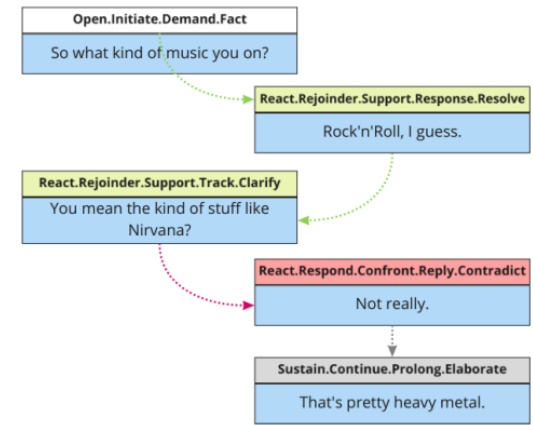 Open.Initiate.Demand.Fact
So what kind of music you on?
React.Rejoinder.Support.Response.Resolve
Rock'n'Roll, I guess.
React.Rejoinder.Support.Track.Clarify
You mean the kind of stuff like
Nirvana?
React.Respond.Confront.Reply.Contradict
Not really.
Sustain.Continue.Prolong.Elaborate
That's pretty heavy metal.